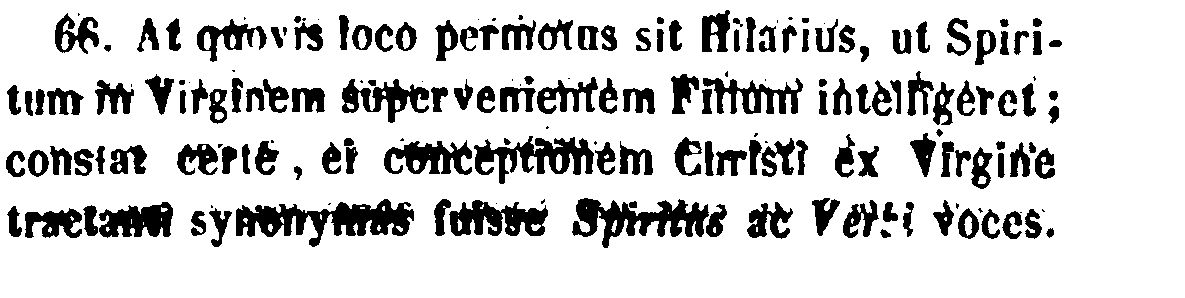 66. At quovis loco permotus sit Hilarius, ut Spiri-
tum in Virginem supervenientem Filium intelligeret ;
constat certe , ei conceptionem Christi ex Virgine
tractanti synonymas fuisse Spiritus ac Verbi voces.